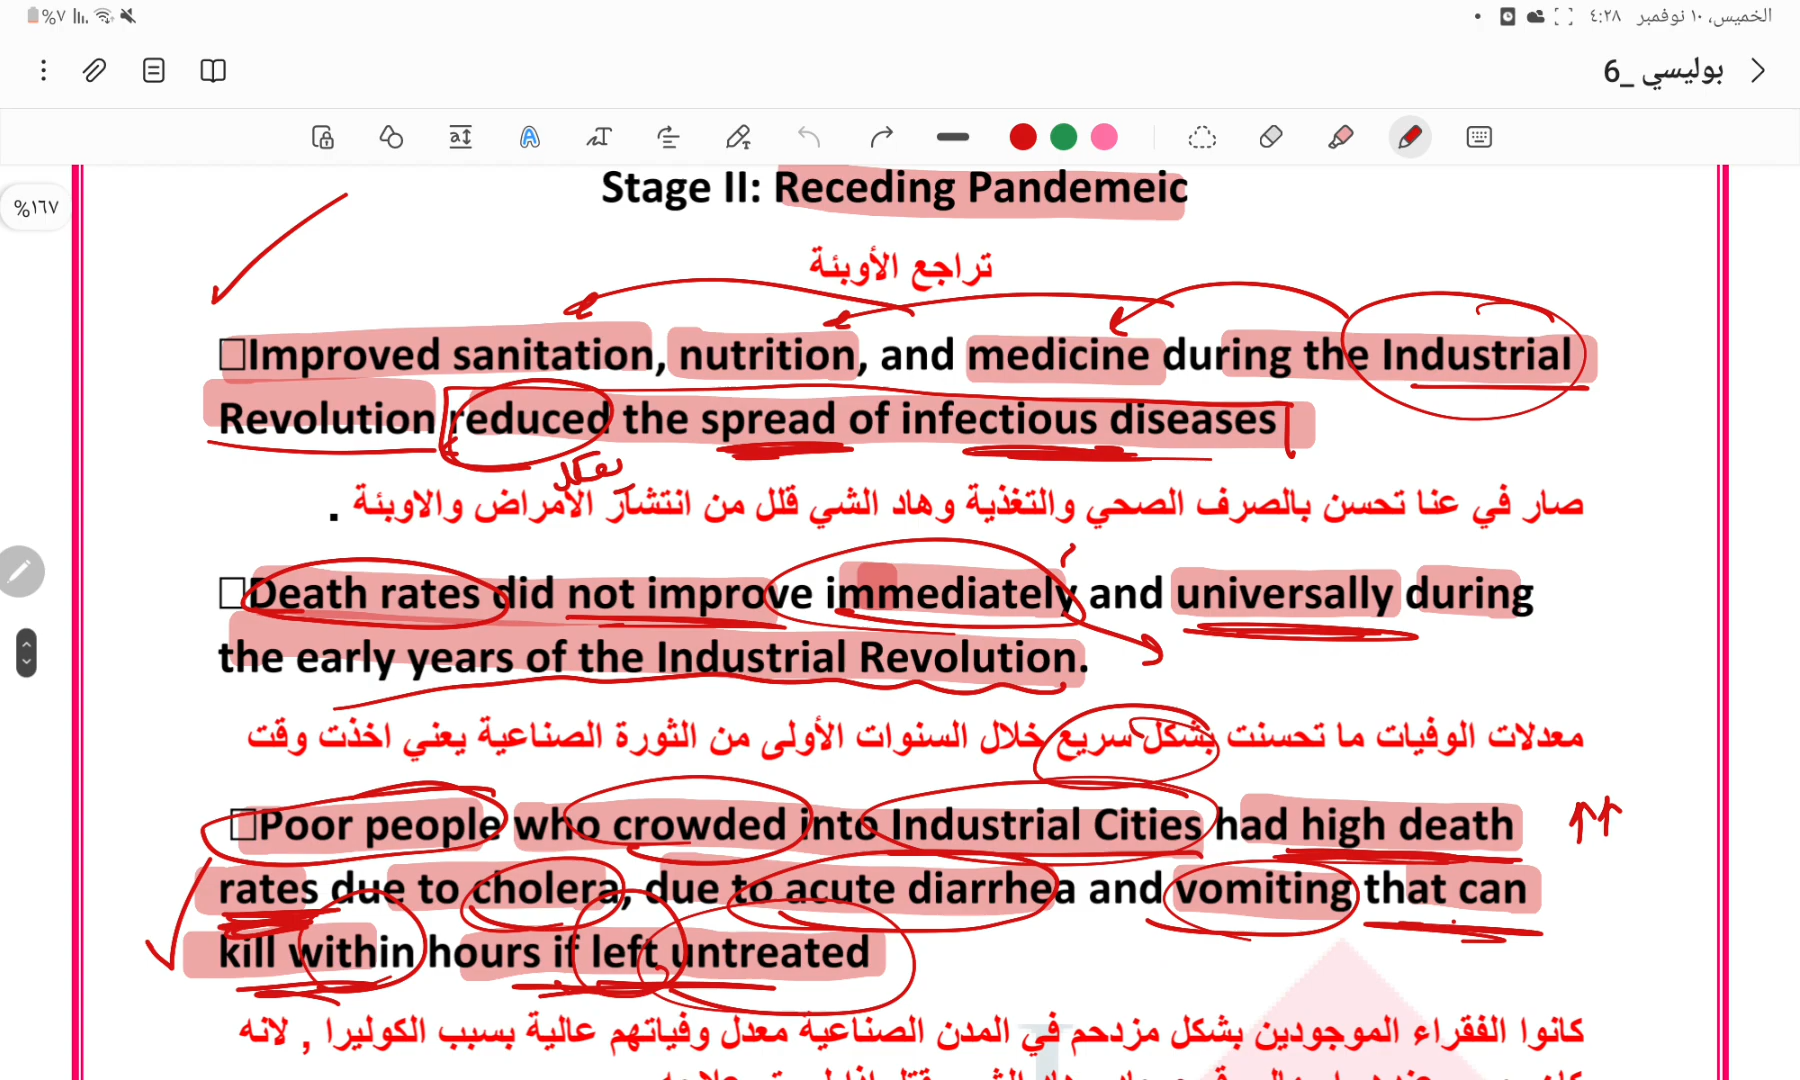 %٧
الخميس، ١٠ نوفمبر ٤:٢٨
بوليسي _6
%١٦٧
Stage II: Receding Pandemeic
تراجع الأوبئة
□Improved sanitation, nutrition, and medicine during the Industrial
Revolution reduced the spread of infectious diseases
صار في عنا تحسن بالصرف الصحي والتغذية وهاد الشي قلل من انتشار الأمراض والاوبئة .
□Death rates did not improve immediately and universally during
the early years of the Industrial Revolution.
معدلات الوفيات ما تحسنت بشكل سريع خلال السنوات الأولى من الثورة الصناعية يعني اخذت وقت
□Poor people who crowded into Industrial Cities had high death
rates due to cholera, due to acute diarrhea and vomiting that can
kill within hours if left untreated
كانوا الفقراء الموجودين بشكل مزدحم في المدن الصناعية معدل وفياتهم عالية بسبب الكوليرا , لانه